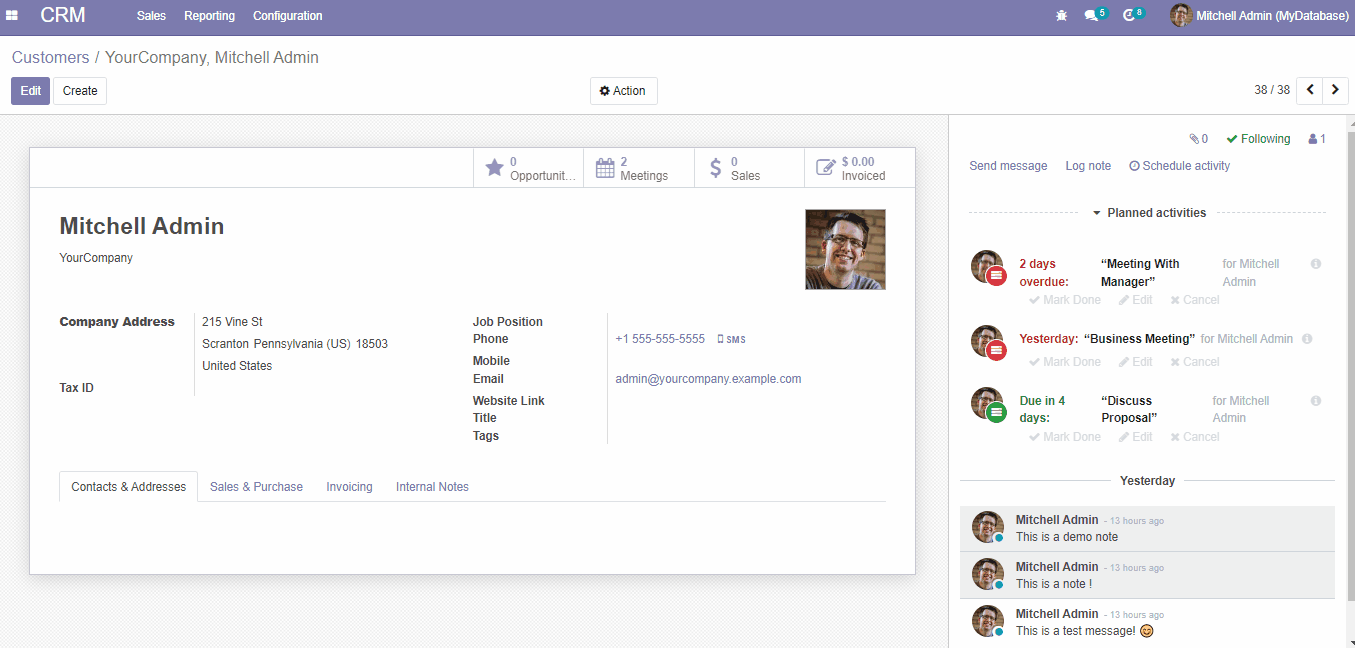 CRM Sales Reporting Configuration 5 8 Mitchell Admin (MyDatabase)
Customers / YourCompany, Mitchell Admin
Edit Create Action 38 / 38
0 Opportunit...
2 Meetings
0 Sales
$ 0.00 Invoiced
Mitchell Admin
YourCompany
Company Address
215 Vine St
Scranton Pennsylvania (US) 18503
United States
Tax ID
Job Position
Phone +1 555-555-5555 SMS
Mobile
Email admin@yourcompany.example.com
Website Link
Title
Tags
Contacts & Addresses Sales & Purchase Invoicing Internal Notes
0 Following 1
Send message Log note Schedule activity
Planned activities
2 days overdue: “Meeting With Manager” for Mitchell Admin
Mark Done Edit Cancel
Yesterday: “Business Meeting” for Mitchell Admin
Mark Done Edit Cancel
Due in 4 days: “Discuss Proposal” for Mitchell Admin
Mark Done Edit Cancel
Yesterday
Mitchell Admin - 13 hours ago
This is a demo note
Mitchell Admin - 13 hours ago
This is a note !
Mitchell Admin - 13 hours ago
This is a test message! 😊